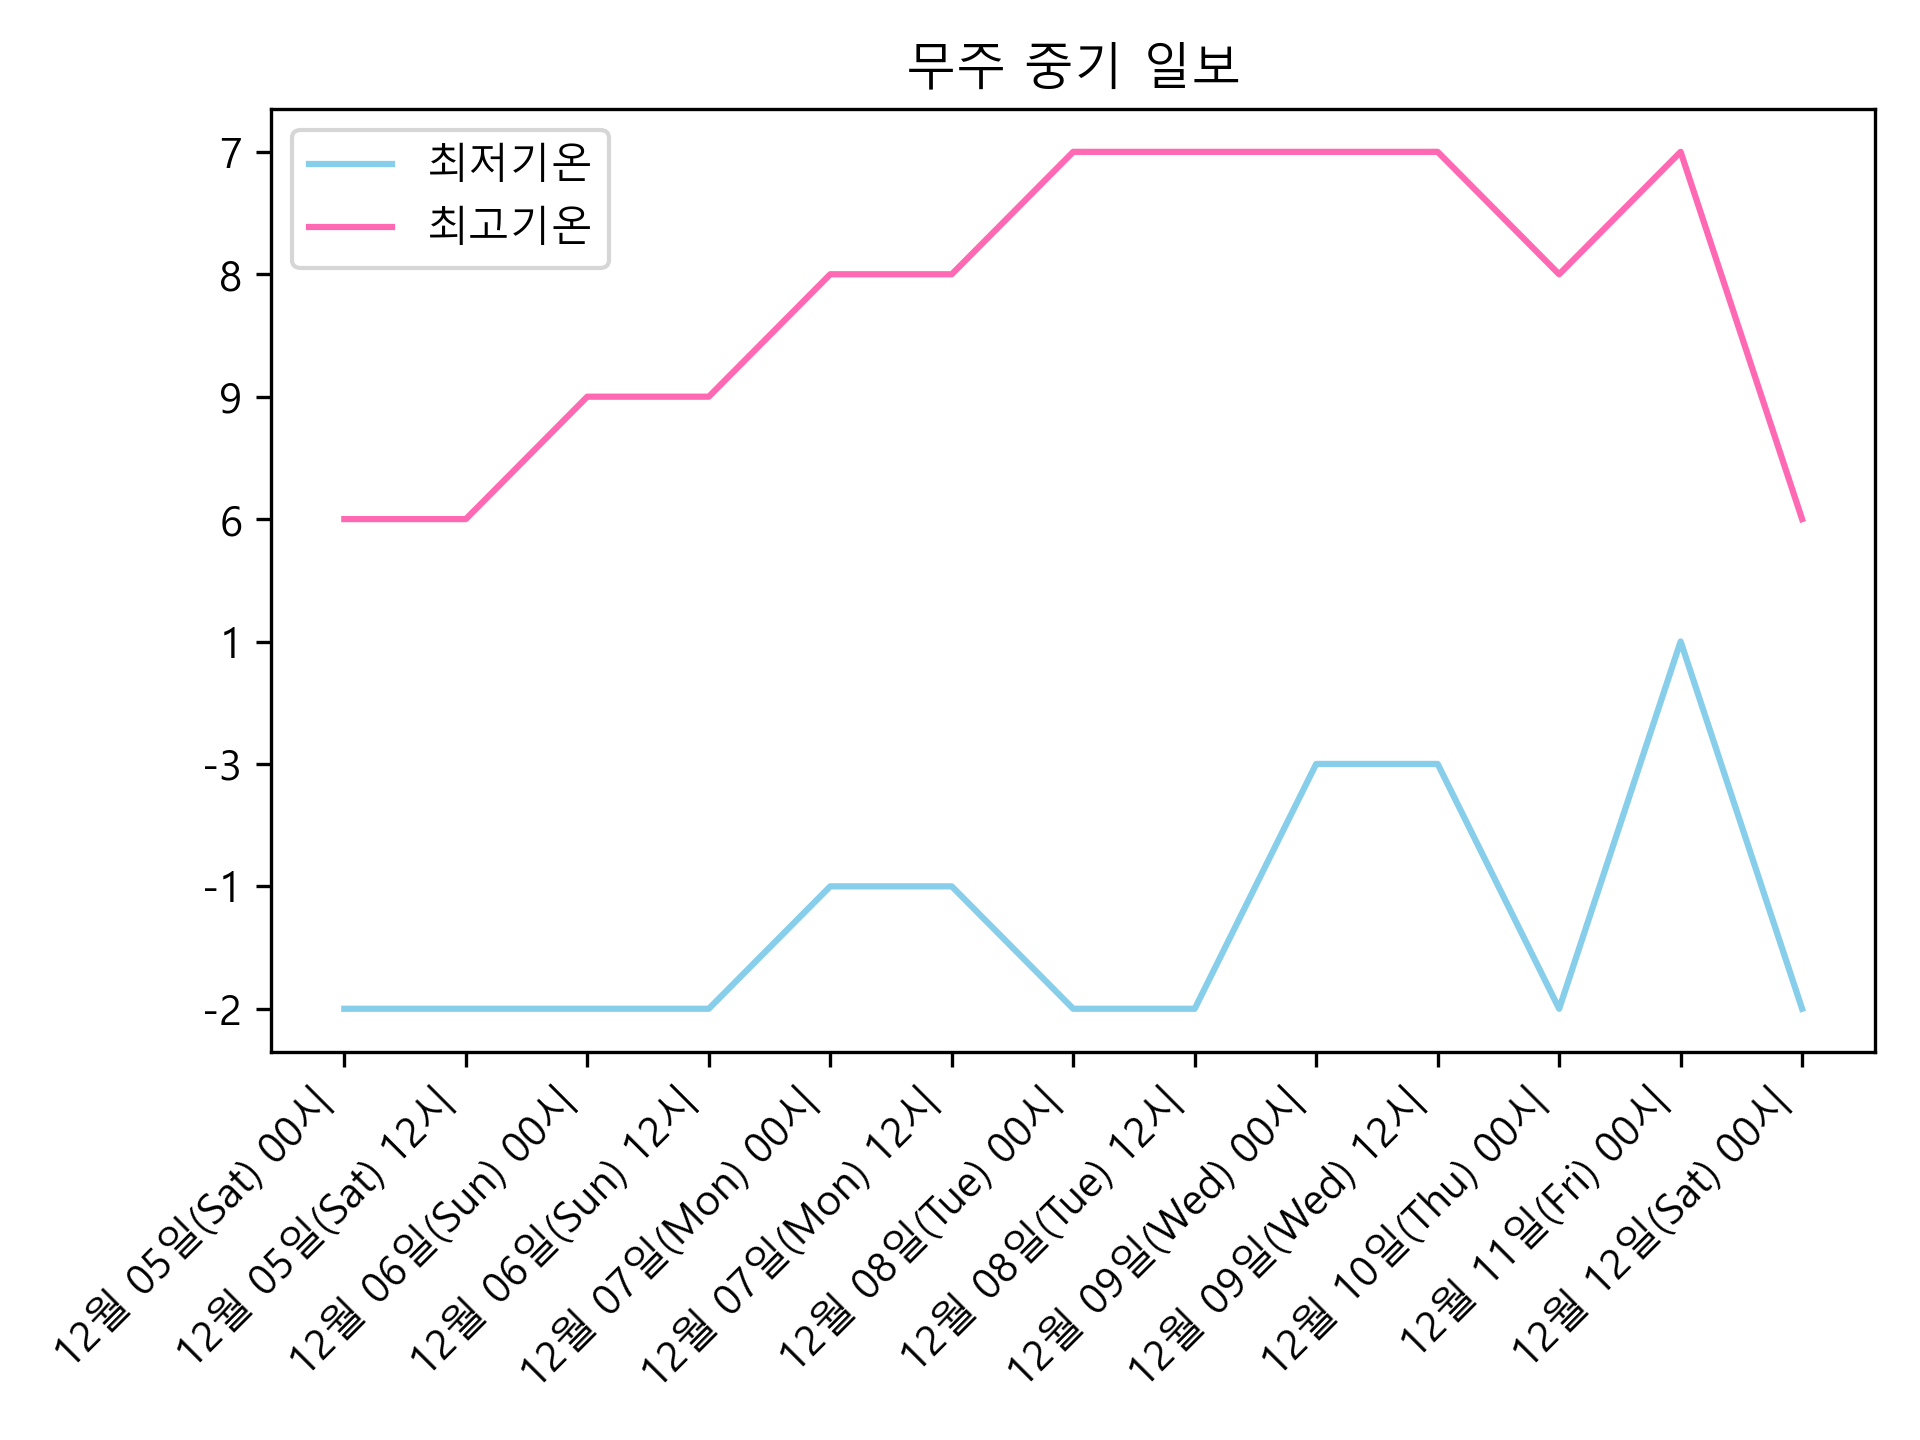 무주 중기 일보
최저기온
최고기온
7
8
9
6
1
-3
-1
-2
12월 05일(Sat) 00시
12월 05일(Sat) 12시
12월 06일(Sun) 00시
12월 06일(Sun) 12시
12월 07일(Mon) 00시
12월 07일(Mon) 12시
12월 08일(Tue) 00시
12월 08일(Tue) 12시
12월 09일(Wed) 00시
12월 09일(Wed) 12시
12월 10일(Thu) 00시
12월 11일(Fri) 00시
12월 12일(Sat) 00시